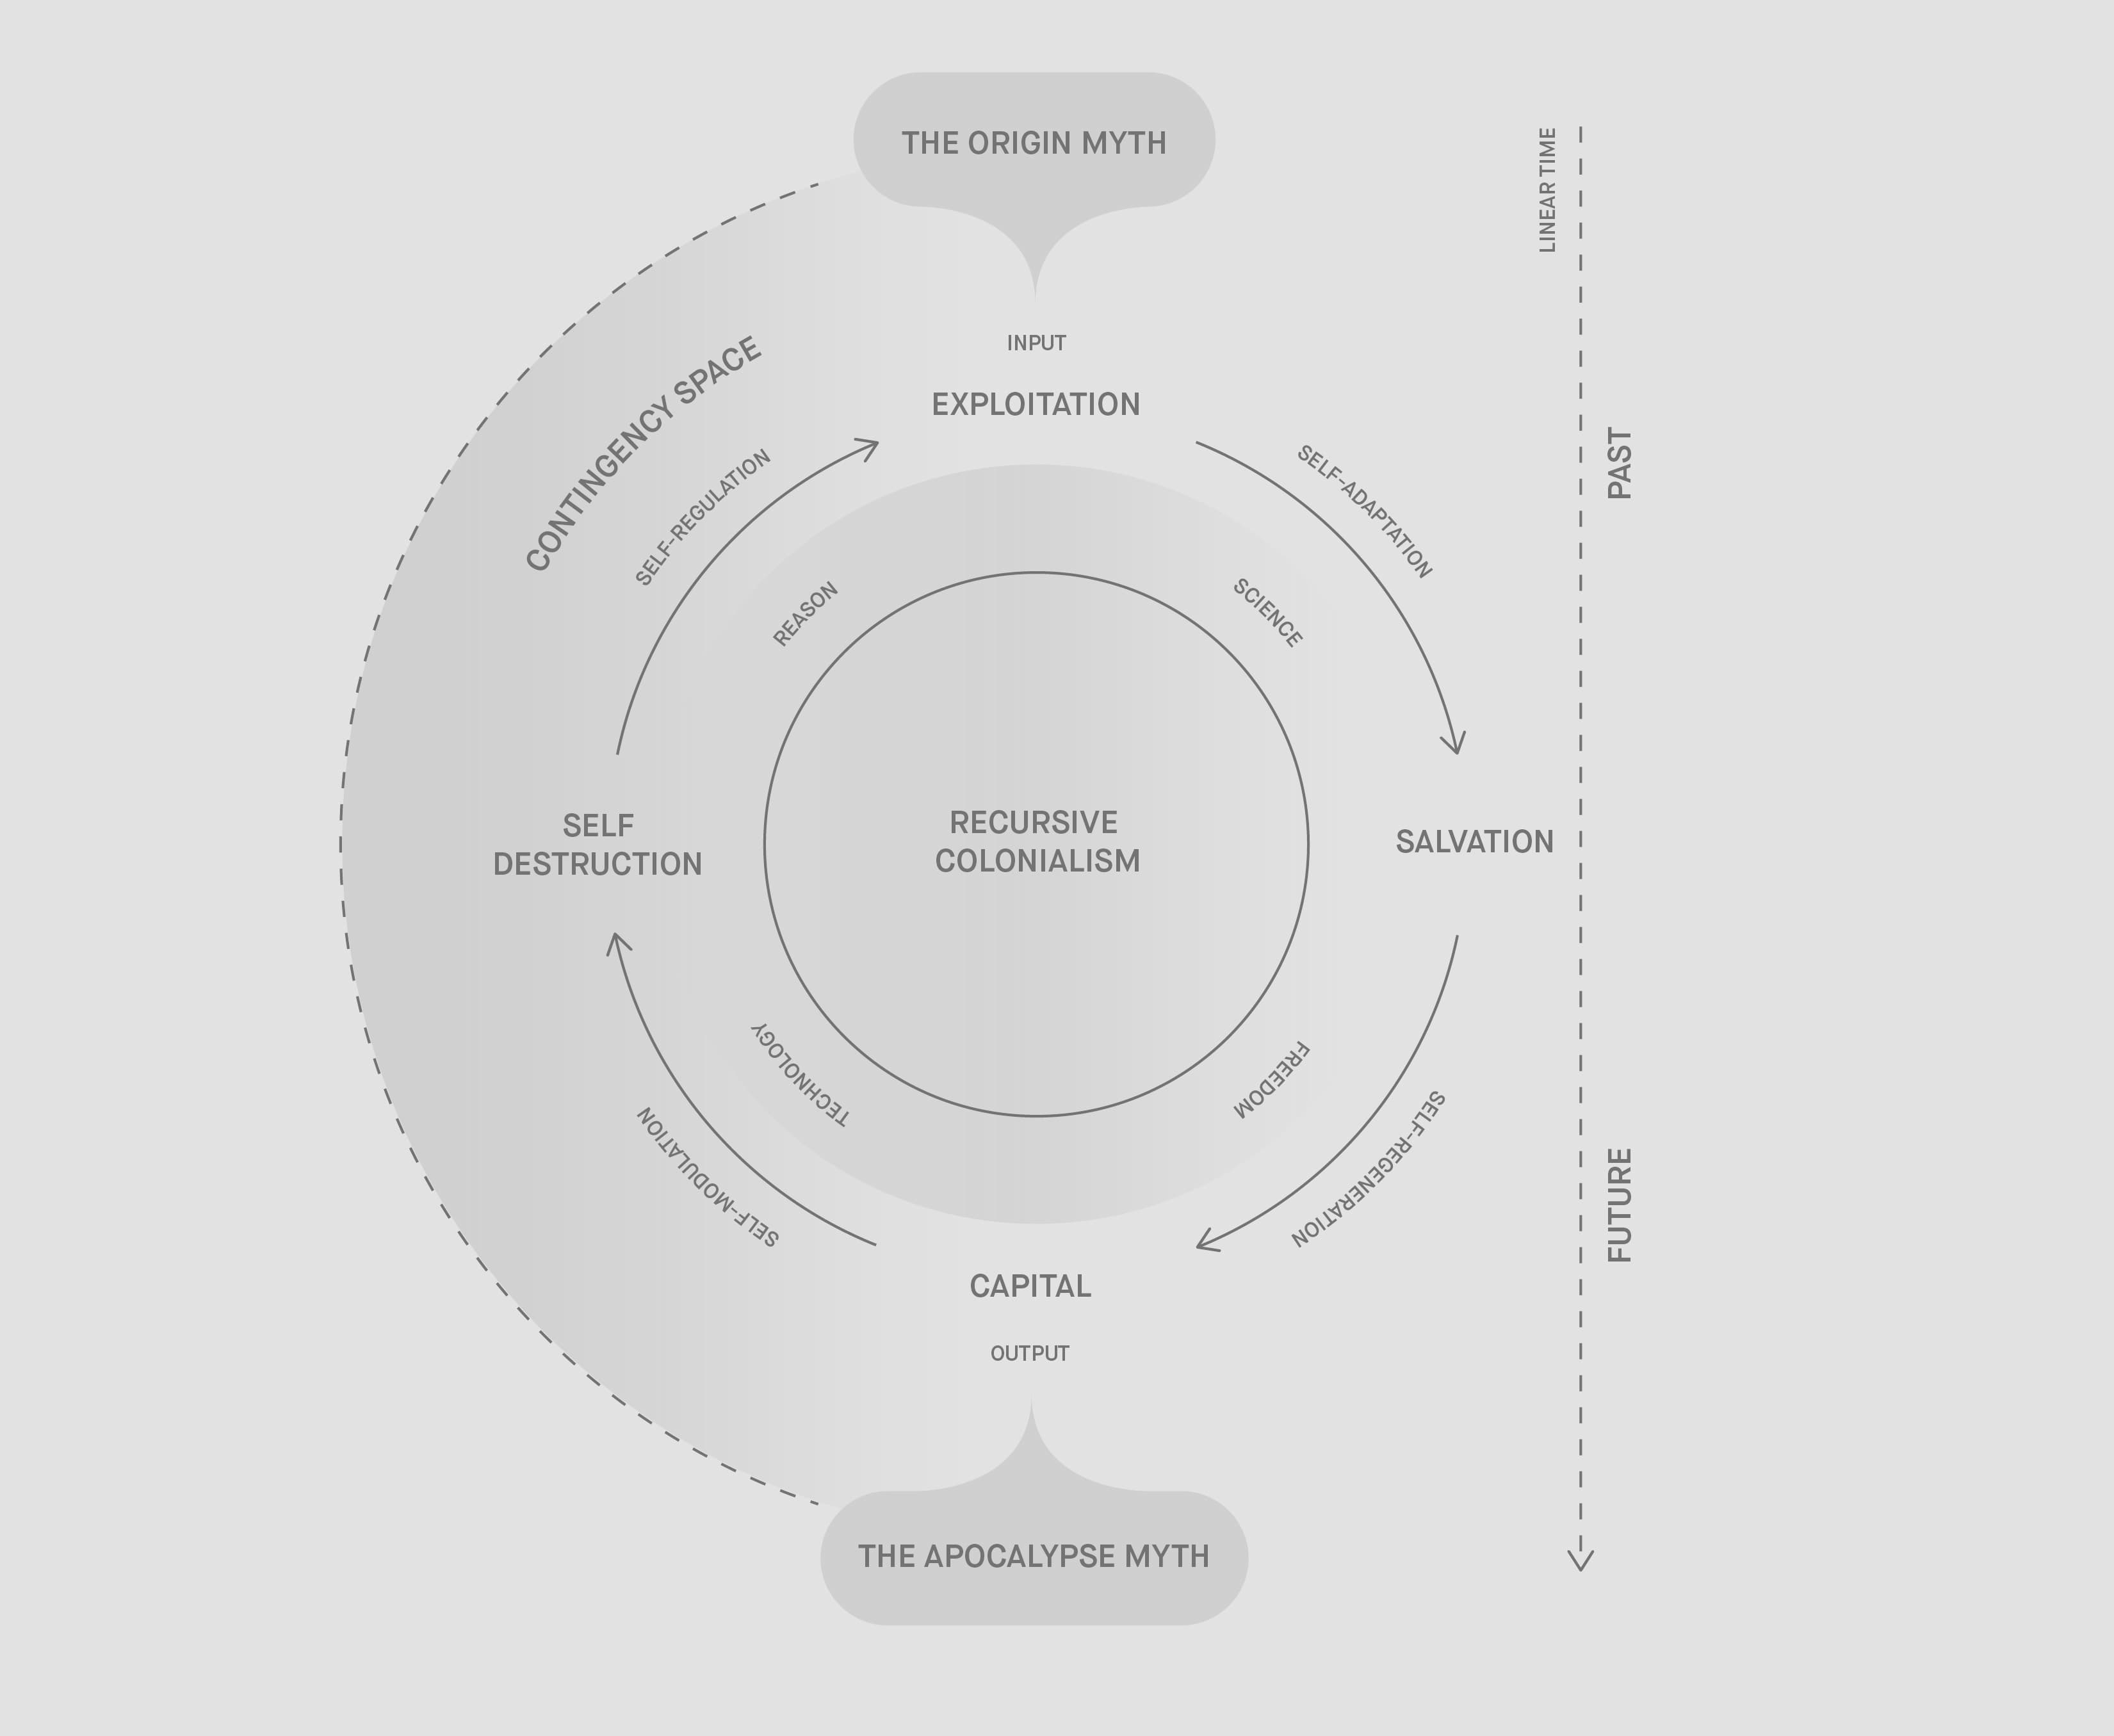 THE ORIGIN MYTH
LINEAR TIME
INPUT
EXPLOITATION
CONTINGENCY SPACE
SELF-REGULATION
SELF-ADAPTATION
PAST
REASON
SCIENCE
SELF
DESTRUCTION
RECURSIVE
COLONIALISM
SALVATION
TECHNOLOGY
FREEDOM
SELF-MODULATION
SELF-REGENERATION
FUTURE
CAPITAL
OUTPUT
THE APOCALYPSE MYTH